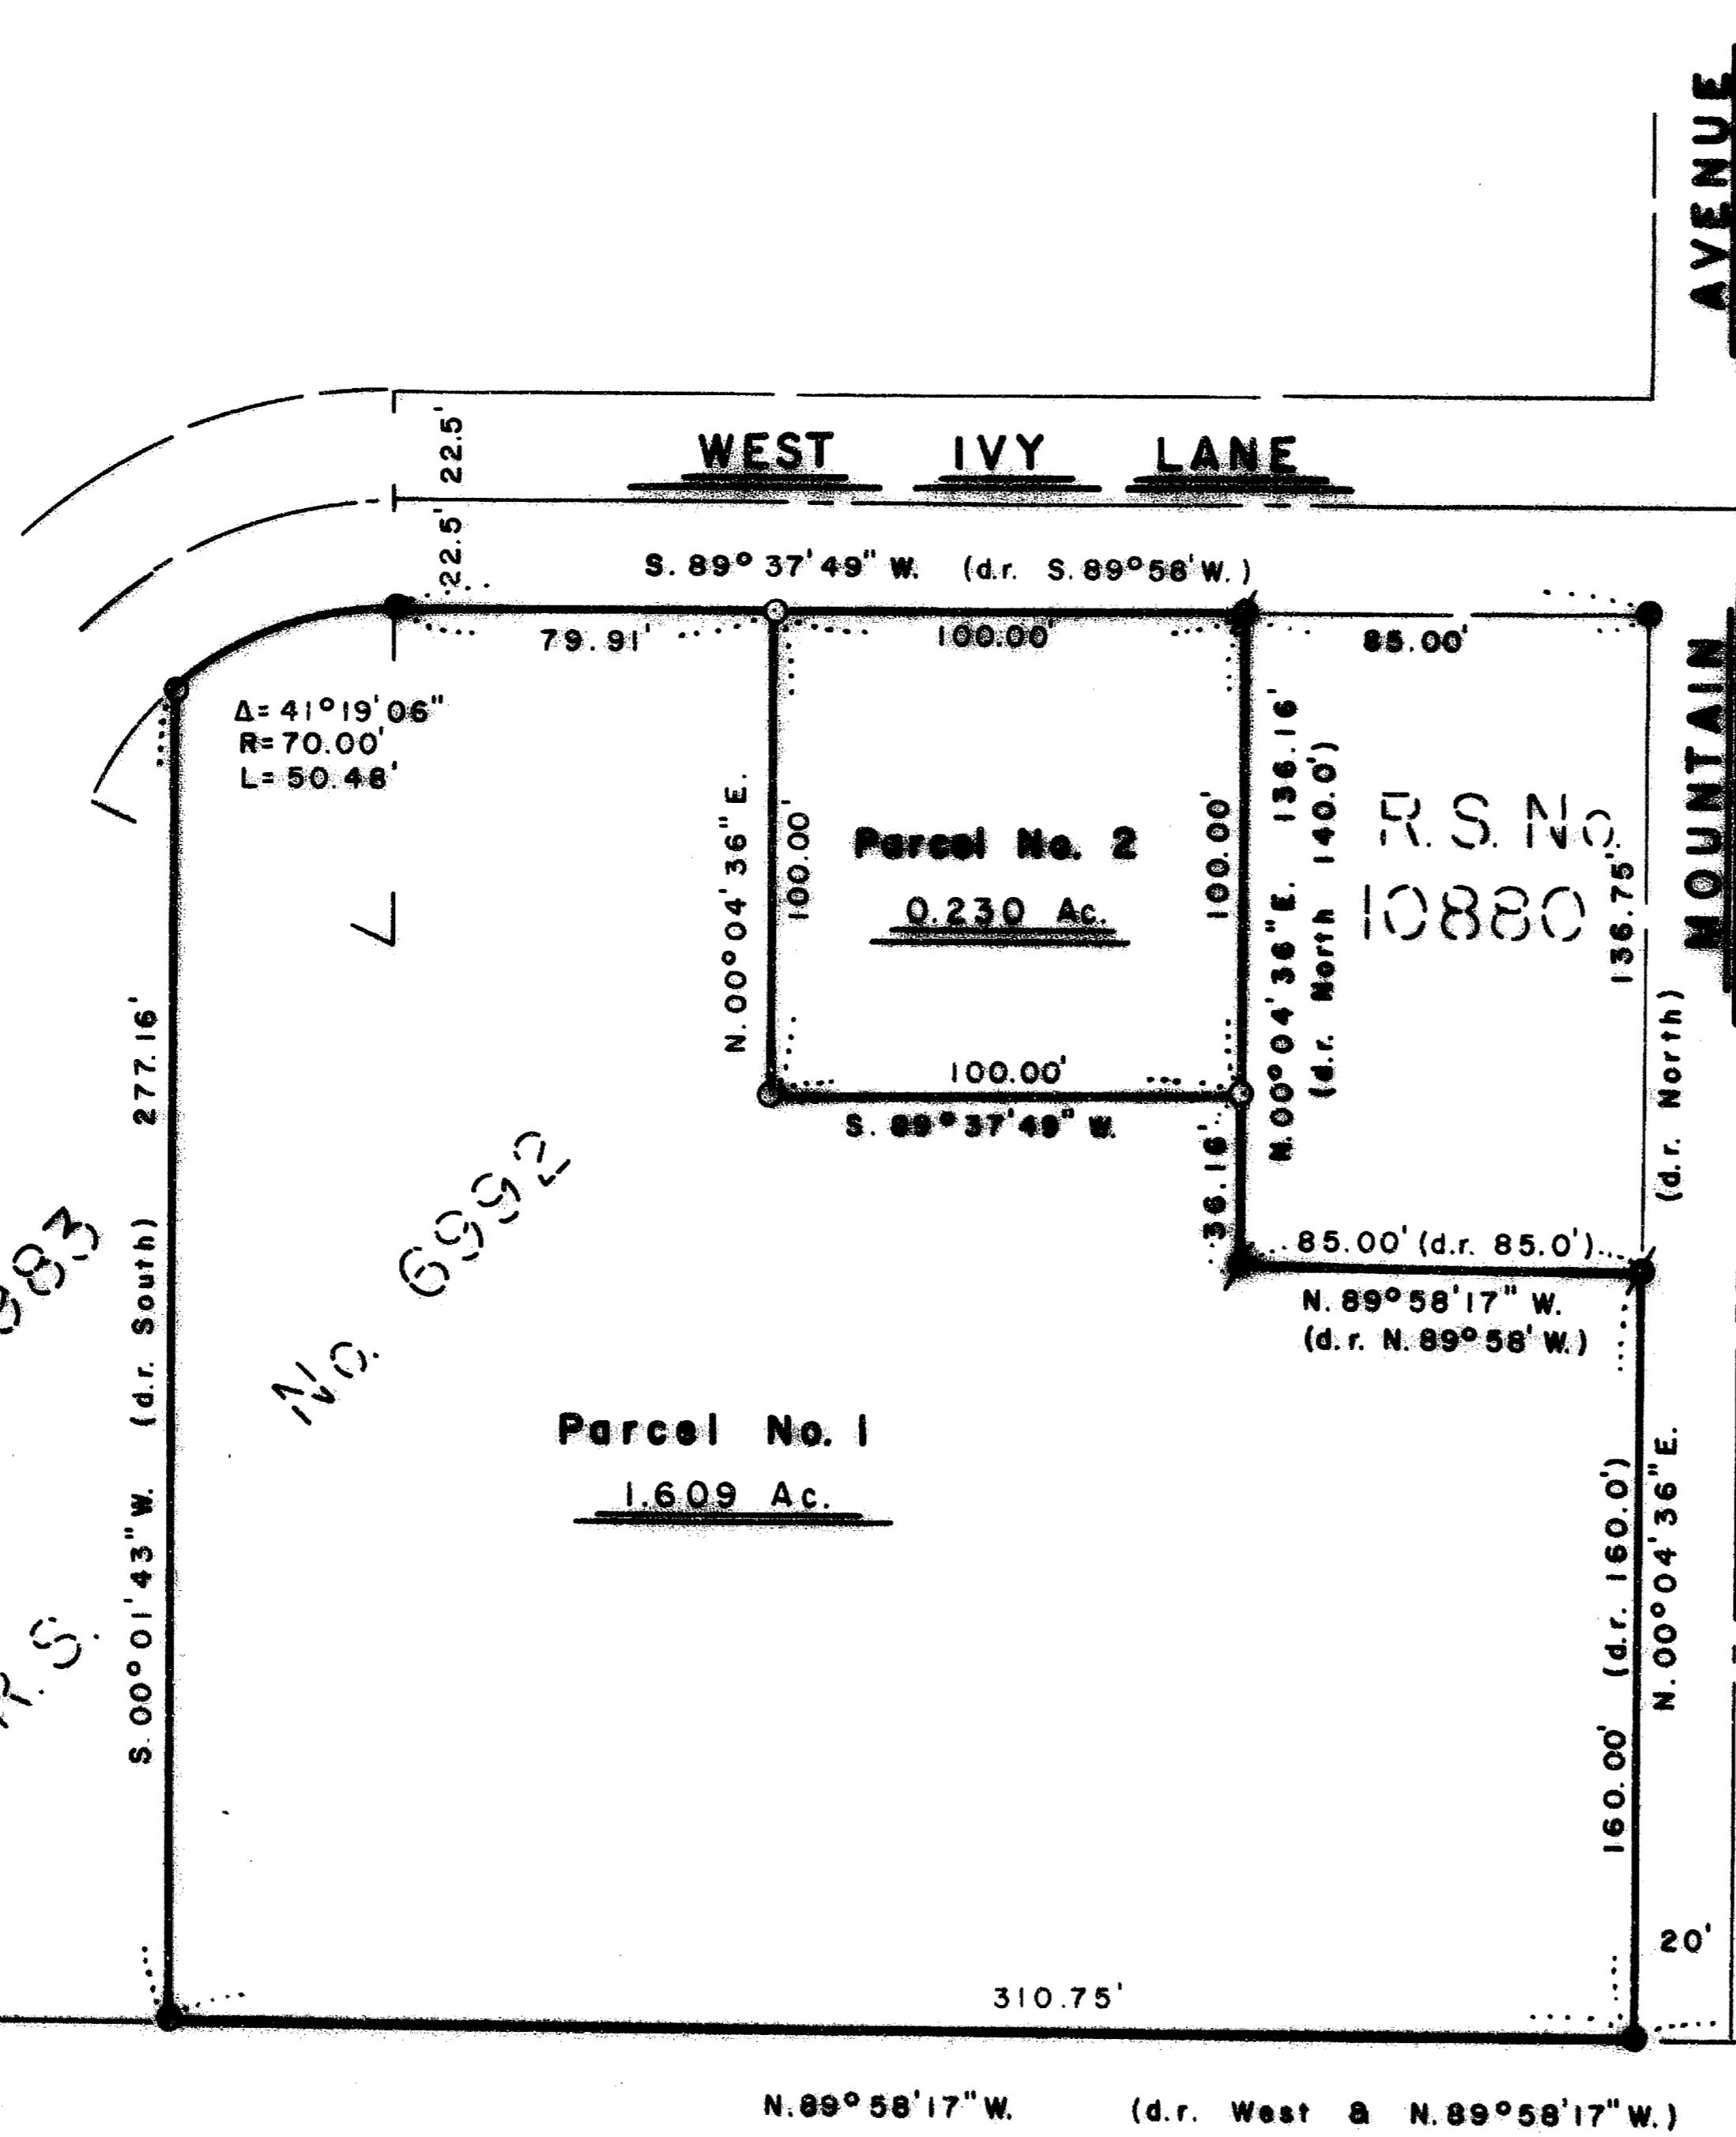 AVENUE
22.5'
WEST IVY LANE
22.5'
S. 89° 37' 49" W. (d.r. S. 89° 58' W.)
79.91'
100.00'
85.00'
Δ= 41° 19' 06"
R= 70.00'
L= 50.48'
MOUNTAIN
N. 00° 04' 36" E.
100.00'
Parcel No. 2
0.230 Ac.
100.00'
N. 00° 04' 36" E. 136.16'
(d.r. North 140.0')
R. S. No.
10880
136.75'
(d.r. North)
100.00'
S. 89° 37' 49" W.
36.16'
85.00' (d.r. 85.0')
N. 89° 58' 17" W.
(d.r. N. 89° 58' W.)
S. 00° 01' 43" W. (d.r. South) 277.16'
No. 6992
983
R. S.
Parcel No. 1
1.609 Ac.
160.00' (d.r. 160.0')
N. 00° 04' 36" E.
20'
310.75'
N. 89° 58' 17" W. (d.r. West & N. 89° 58' 17" W.)